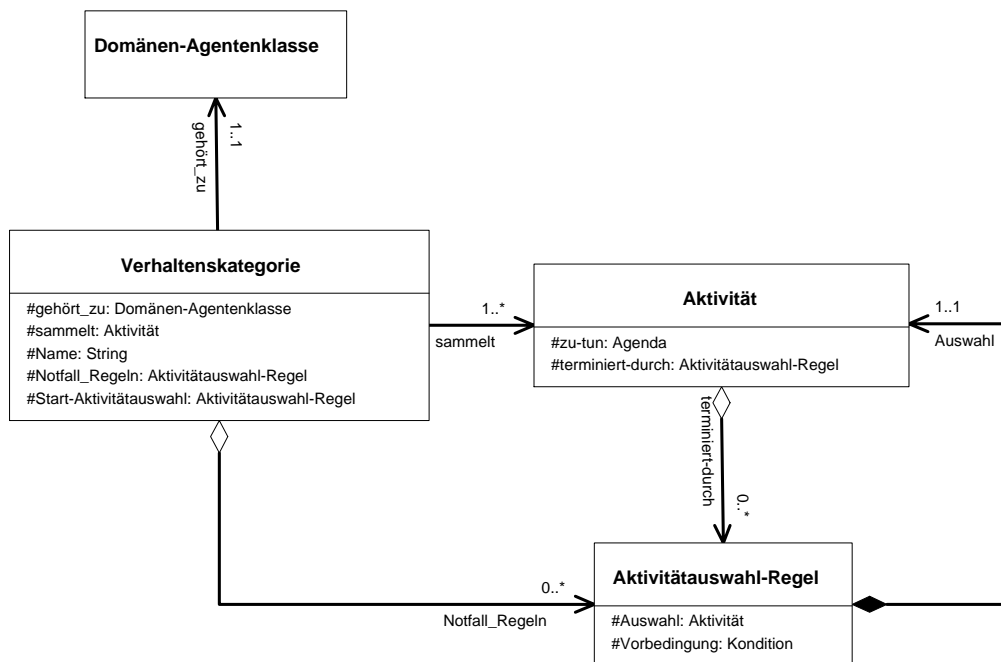 Domänen-Agentenklasse
1..1
gehört_zu
Verhaltenskategorie
#gehört_zu: Domänen-Agentenklasse
#sammelt: Aktivität
#Name: String
#Notfall_Regeln: Aktivitätauswahl-Regel
#Start-Aktivitätauswahl: Aktivitätauswahl-Regel
1..*
sammelt
Aktivität
#zu-tun: Agenda
#terminiert-durch: Aktivitätauswahl-Regel
1..1
Auswahl
terminiert-durch
0..*
0..*
Notfall_Regeln
Aktivitätauswahl-Regel
#Auswahl: Aktivität
#Vorbedingung: Kondition